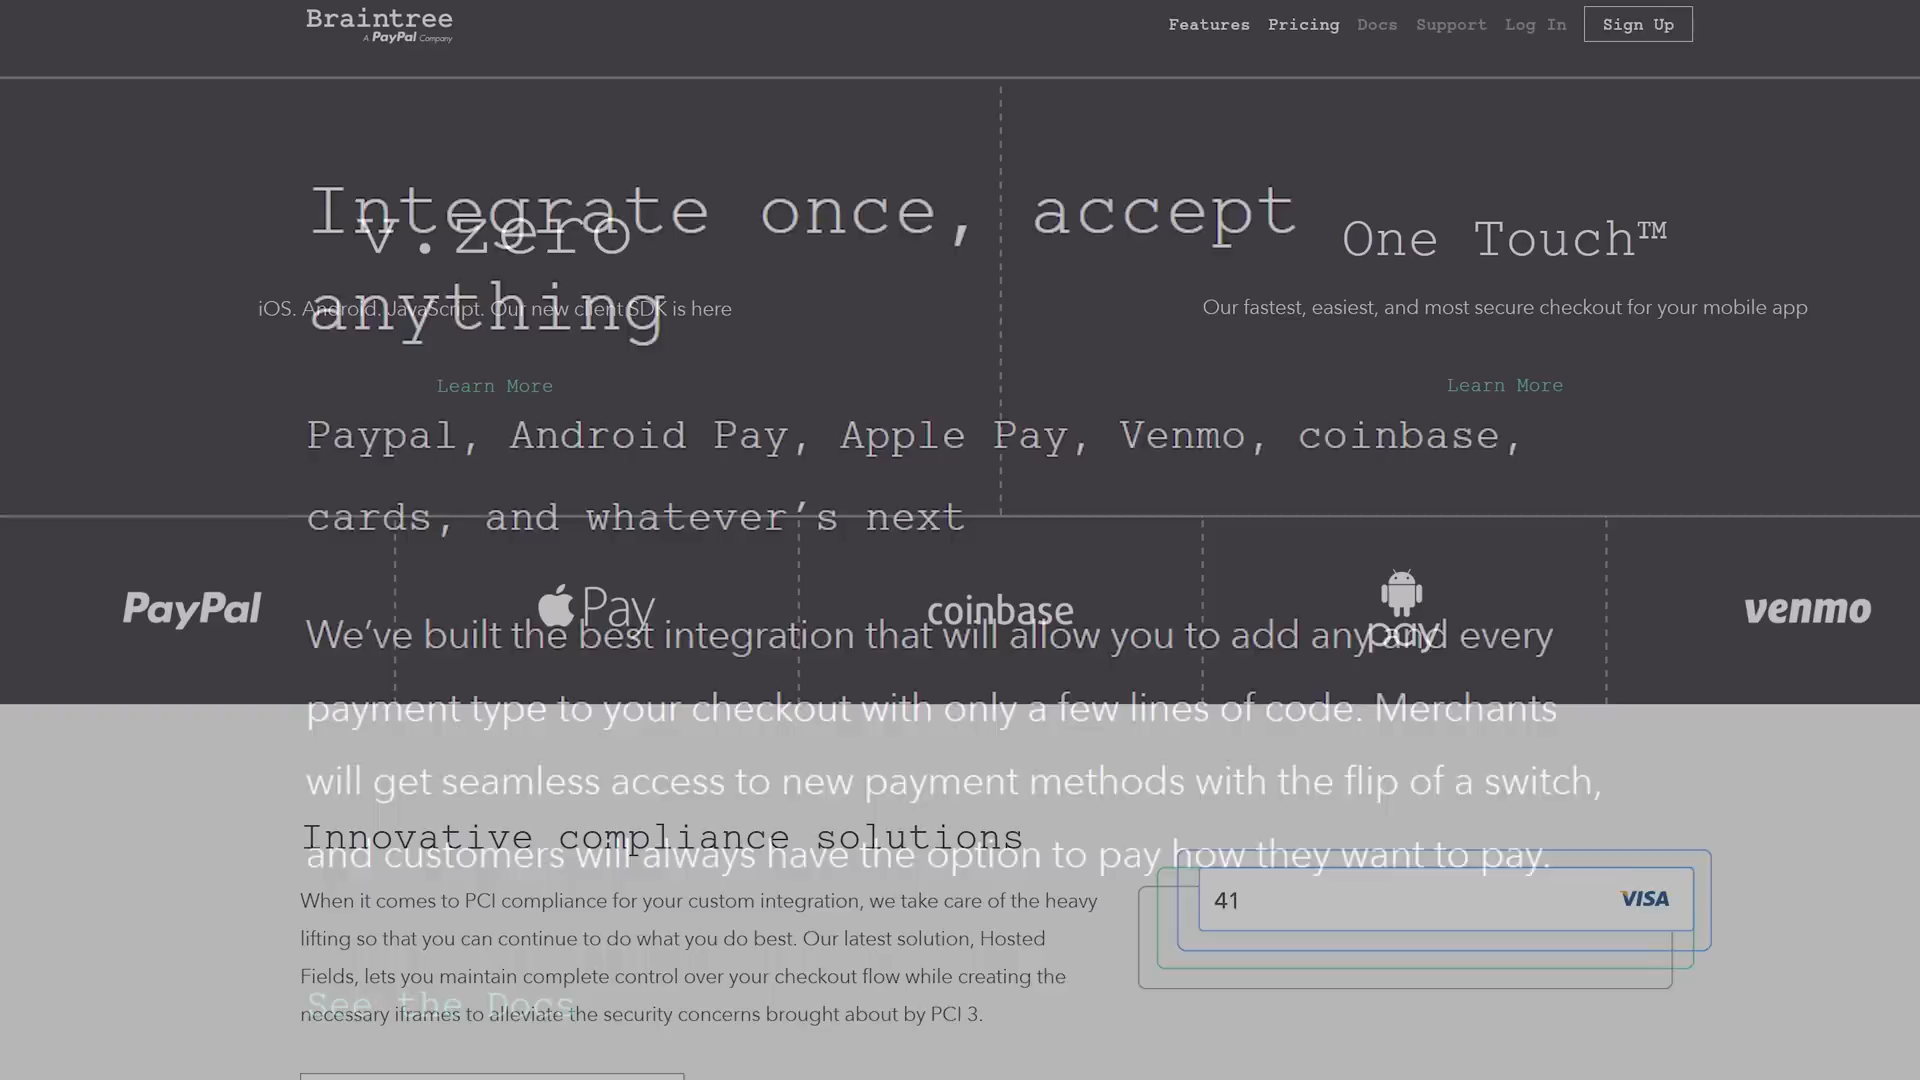 Braintree
A PayPal Company
Features Pricing Docs Support Log In Sign Up
Integrate once, accept
anything
v.zero
iOS. Android. JavaScript. Our new client SDK is here
Learn More
One Touch™
Our fastest, easiest, and most secure checkout for your mobile app
Learn More
Paypal, Android Pay, Apple Pay, Venmo, coinbase,
cards, and whatever’s next
PayPal
Pay
coinbase
pay
venmo
We’ve built the best integration that will allow you to add any and every
payment type to your checkout with only a few lines of code. Merchants
will get seamless access to new payment methods with the flip of a switch,
and customers will always have the option to pay how they want to pay.
See the Docs
Innovative compliance solutions
When it comes to PCI compliance for your custom integration, we take care of the heavy
lifting so that you can continue to do what you do best. Our latest solution, Hosted
Fields, lets you maintain complete control over your checkout flow while creating the
necessary iframes to alleviate the security concerns brought about by PCI 3.
41
VISA